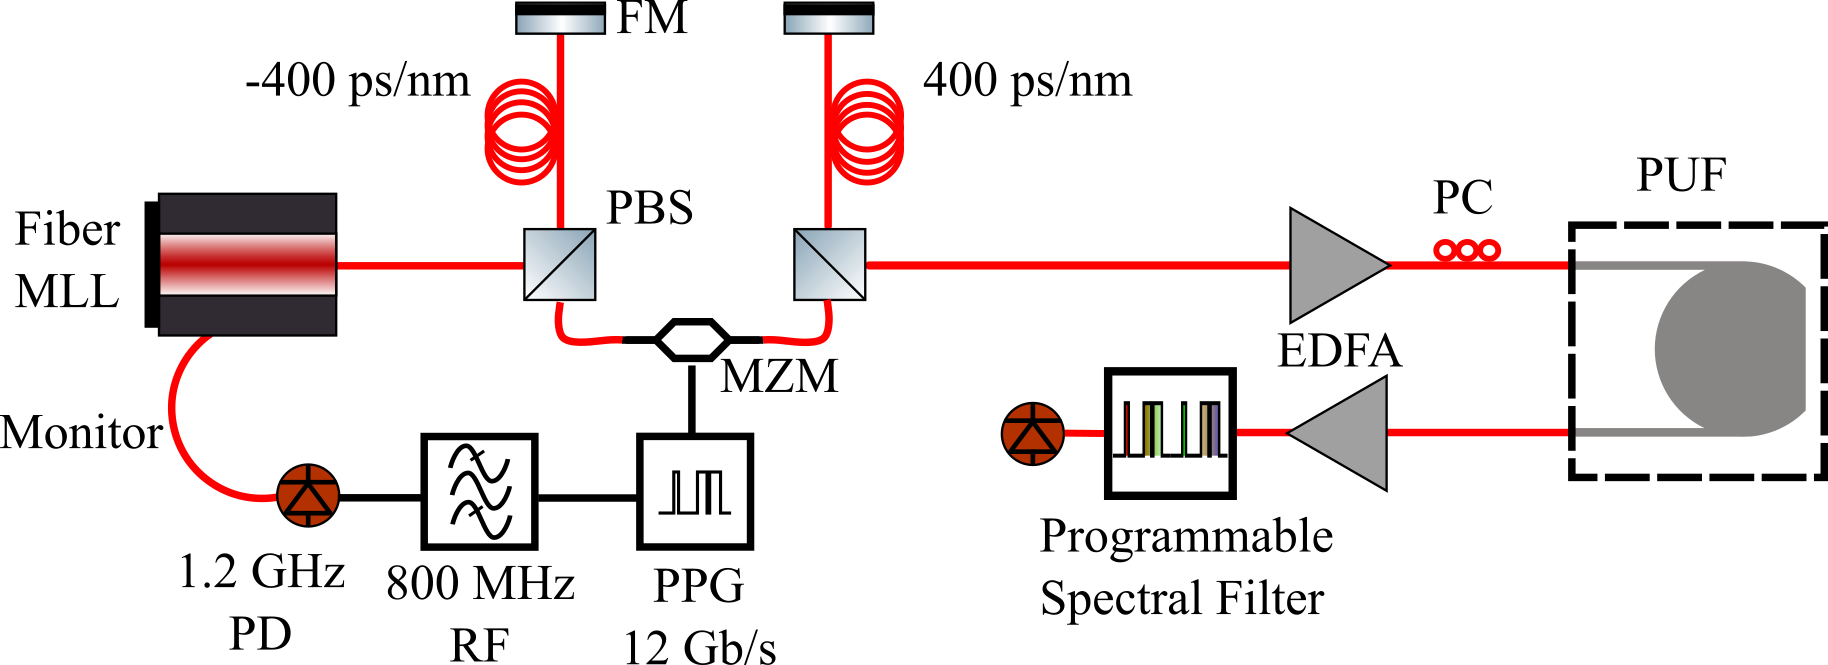 FM
-400 ps/nm
400 ps/nm
PBS
PUF
PC
Fiber
MLL
EDFA
MZM
Monitor
Programmable
Spectral Filter
1.2 GHz
PD
800 MHz
RF
PPG
12 Gb/s